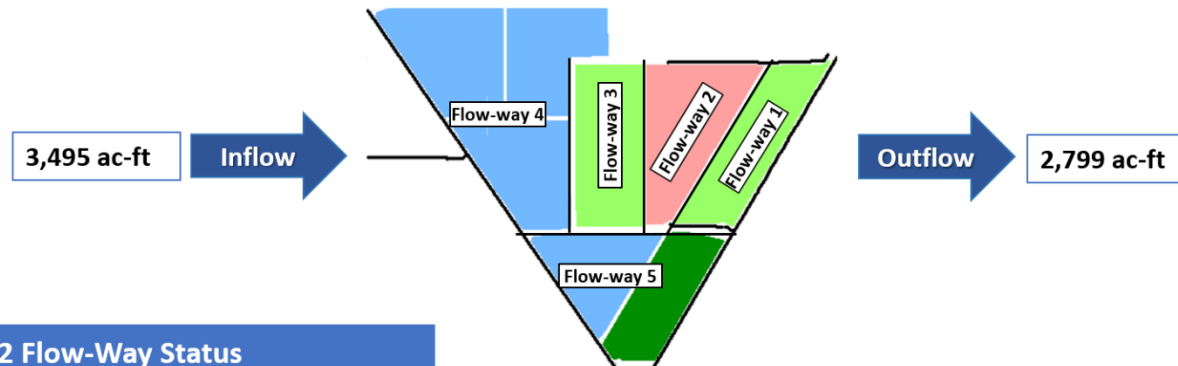 3,495 ac-ft
Inflow
Flow-way 4
Flow-way 3
Flow-way 2
Flow-way 1
Flow-way 5
Outflow
2,799 ac-ft
2 Flow-Way Status